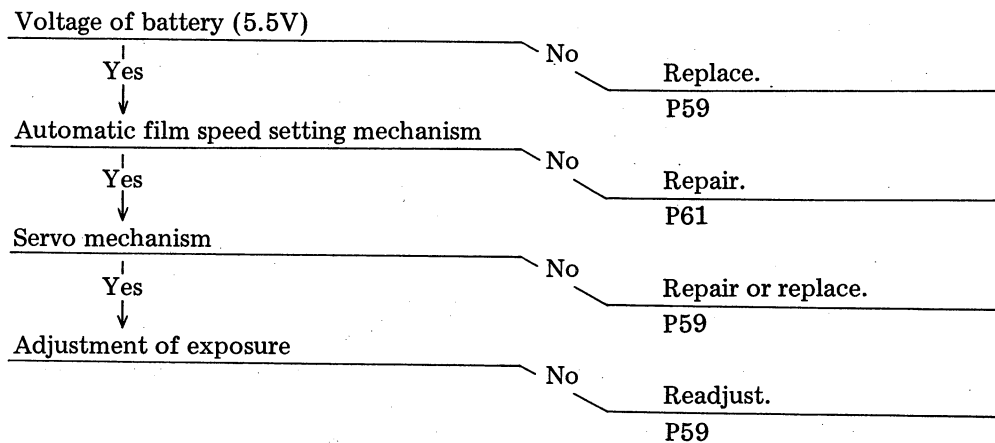 Voltage of battery (5.5V)
No
Yes
Replace.
P59
Automatic film speed setting mechanism
No
Yes
Repair.
P61
Servo mechanism
No
Yes
Repair or replace.
P59
Adjustment of exposure
No
Readjust.
P59